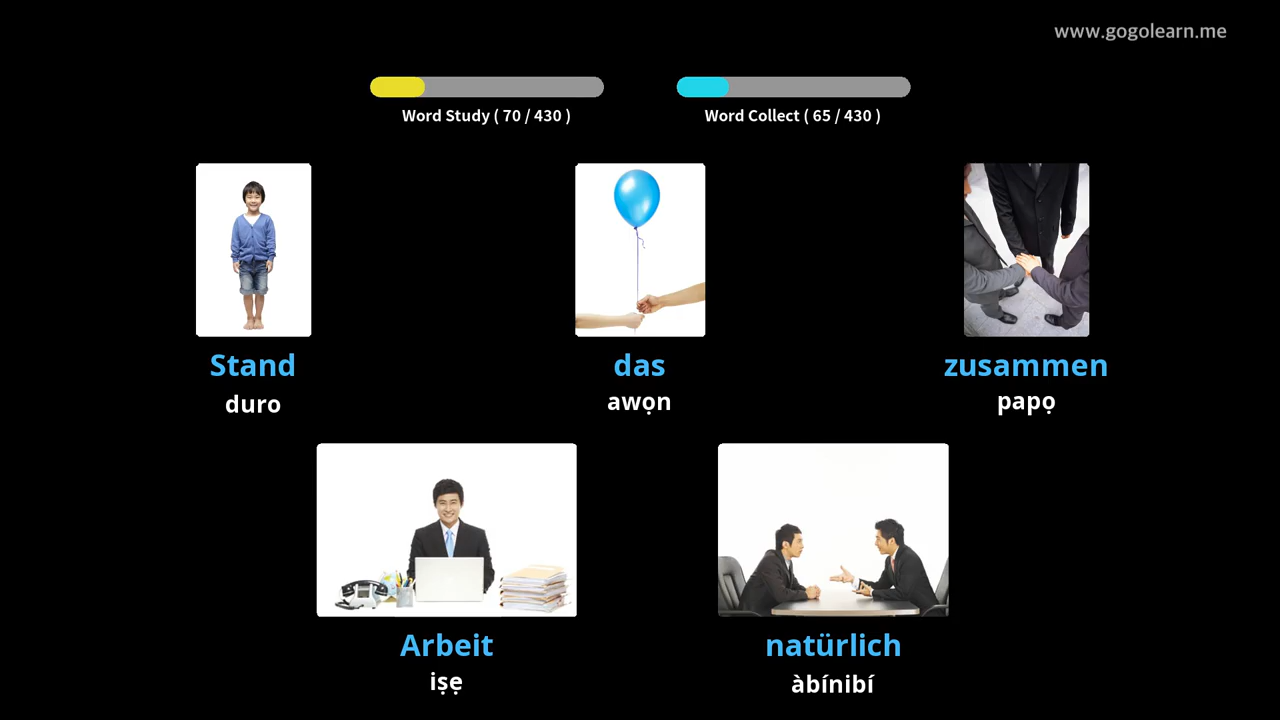 www.gogolearn.me
Word Study ( 70 / 430 )
Word Collect ( 65 / 430 )
Stand
duro
das
awọn
zusammen
papọ
Arbeit
iṣẹ
natürlich
àbínibí